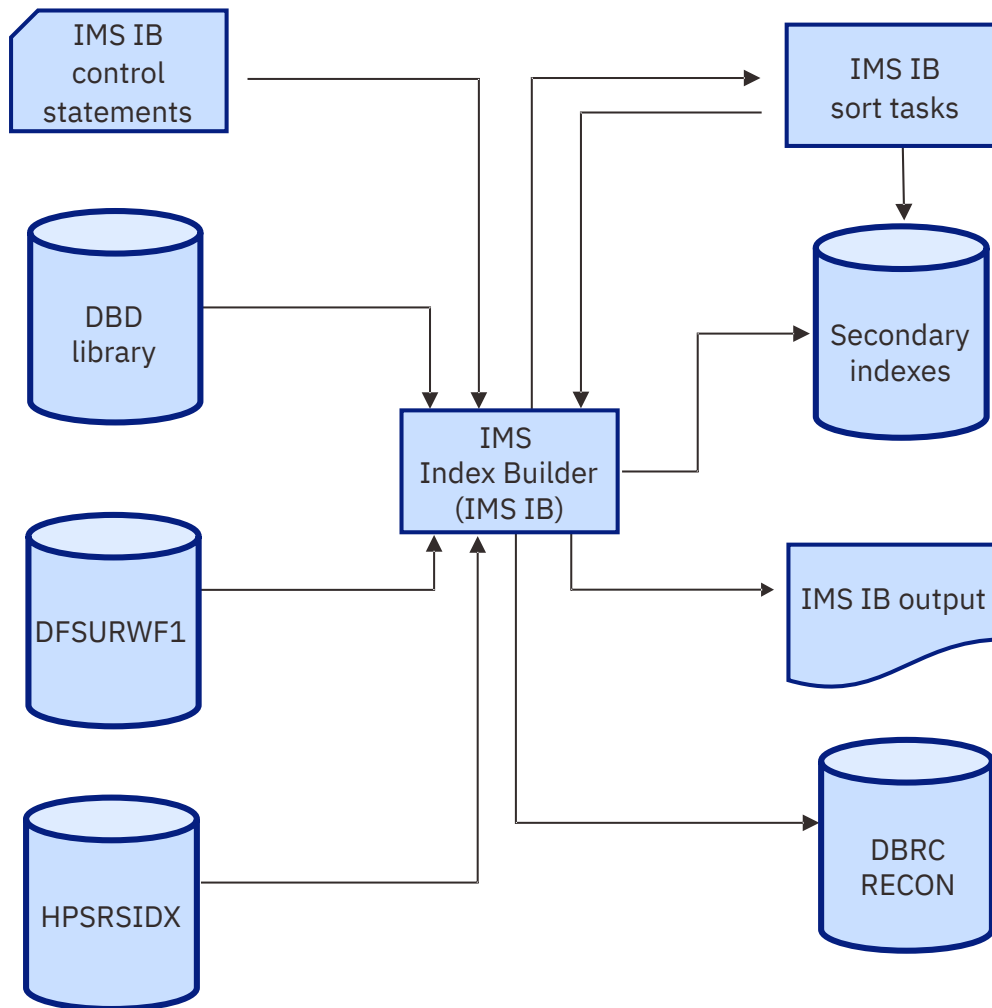 IMS IB
control
statements
IMS IB
sort tasks
DBD
library
Secondary
indexes
IMS
Index Builder
(IMS IB)
DFSURWF1
IMS IB output
HPSRSIDX
DBRC
RECON